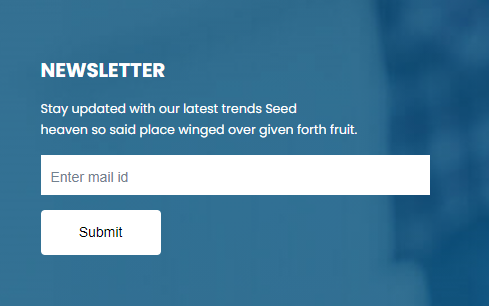 NEWSLETTER
Stay updated with our latest trends Seed
heaven so said place winged over given forth fruit.
Enter mail id
Submit